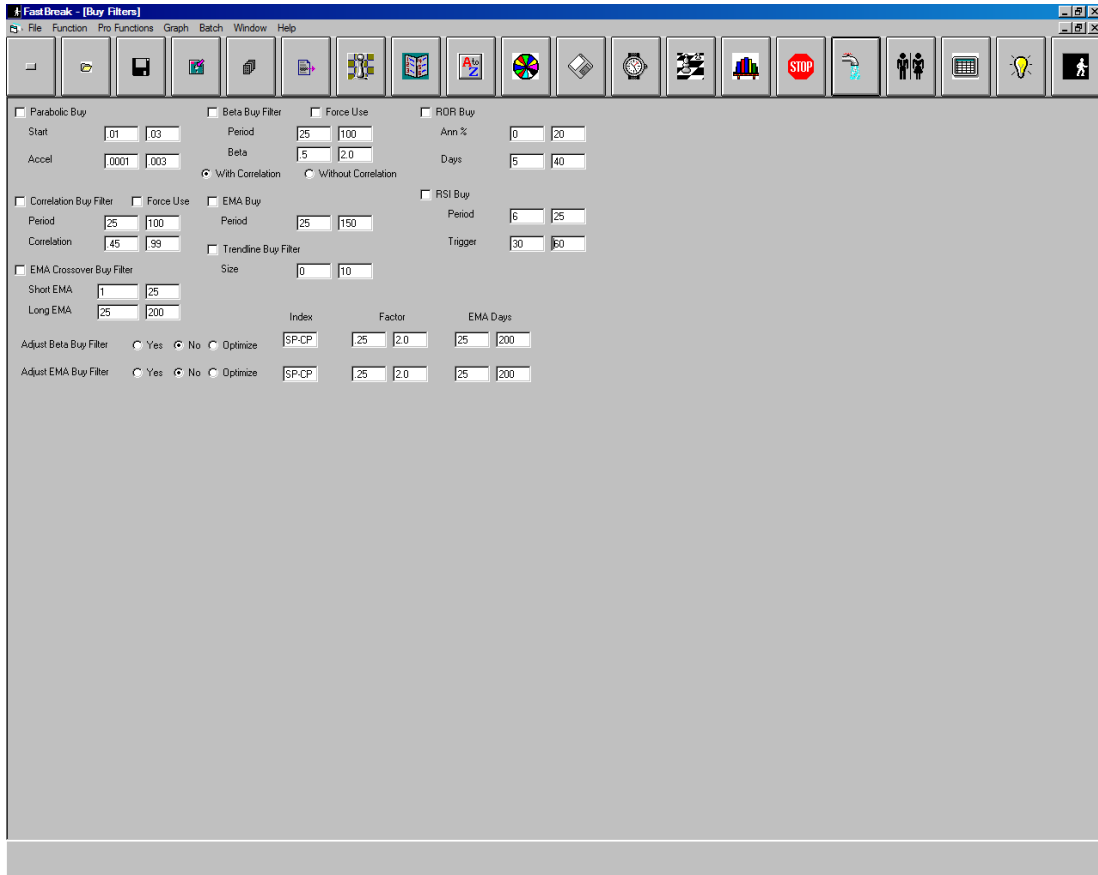 FastBreak - [Buy Filters]
File Function Pro Functions Graph Batch Window Help
A to Z
STOP
Parabolic Buy
Start .01 .03
Accel .0001 .003
Beta Buy Filter Force Use
Period 25 100
Beta .5 2.0
With Correlation Without Correlation
ROR Buy
Ann % 0 20
Days 5 40
Correlation Buy Filter Force Use
Period 25 100
Correlation .45 .99
EMA Buy
Period 25 150
RSI Buy
Period 6 25
Trigger 30 60
Trendline Buy Filter
Size 0 10
EMA Crossover Buy Filter
Short EMA 1 25
Long EMA 25 200
Index Factor EMA Days
Adjust Beta Buy Filter Yes No Optimize SP-CP .25 2.0 25 200
Adjust EMA Buy Filter Yes No Optimize SP-CP .25 2.0 25 200